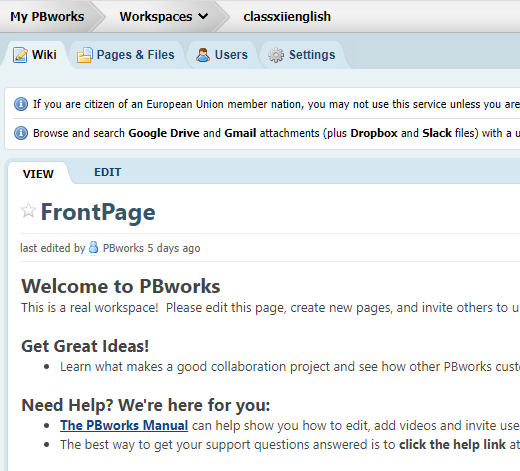 My PBworks Workspaces classxiienglish
Wiki Pages & Files Users Settings
If you are citizen of an European Union member nation, you may not use this service unless you are
Browse and search Google Drive and Gmail attachments (plus Dropbox and Slack files) with a u
VIEW EDIT
FrontPage
last edited by PBworks 5 days ago
Welcome to PBworks
This is a real workspace! Please edit this page, create new pages, and invite others to u
Get Great Ideas!
• Learn what makes a good collaboration project and see how other PBworks cust
Need Help? We're here for you:
• The PBworks Manual can help show you how to edit, add videos and invite use
• The best way to get your support questions answered is to click the help link at